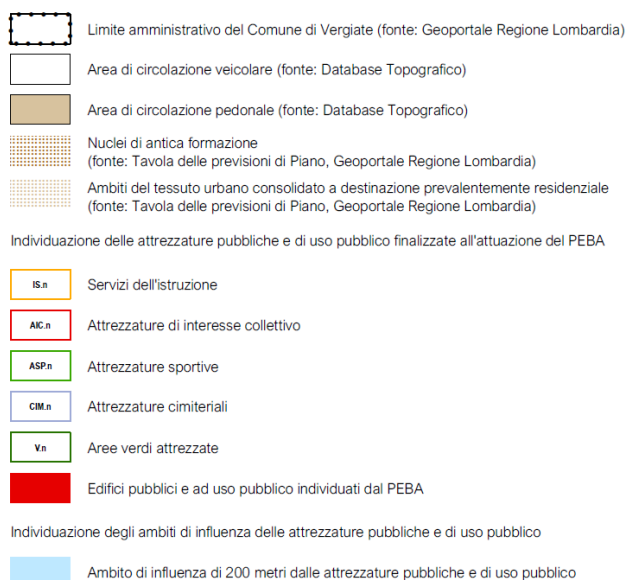 Limite amministrativo del Comune di Vergiate (fonte: Geoportale Regione Lombardia)
Area di circolazione veicolare (fonte: Database Topografico)
Area di circolazione pedonale (fonte: Database Topografico)
Nuclei di antica formazione
(fonte: Tavola delle previsioni di Piano, Geoportale Regione Lombardia)
Ambiti del tessuto urbano consolidato a destinazione prevalentemente residenziale
(fonte: Tavola delle previsioni di Piano, Geoportale Regione Lombardia)
Individuazione delle attrezzature pubbliche e di uso pubblico finalizzate all'attuazione del PEBA
IS.n Servizi dell'istruzione
AIC.n Attrezzature di interesse collettivo
ASP.n Attrezzature sportive
CIM.n Attrezzature cimiteriali
V.n Aree verdi attrezzate
Edifici pubblici e ad uso pubblico individuati dal PEBA
Individuazione degli ambiti di influenza delle attrezzature pubbliche e di uso pubblico
Ambito di influenza di 200 metri dalle attrezzature pubbliche e di uso pubblico